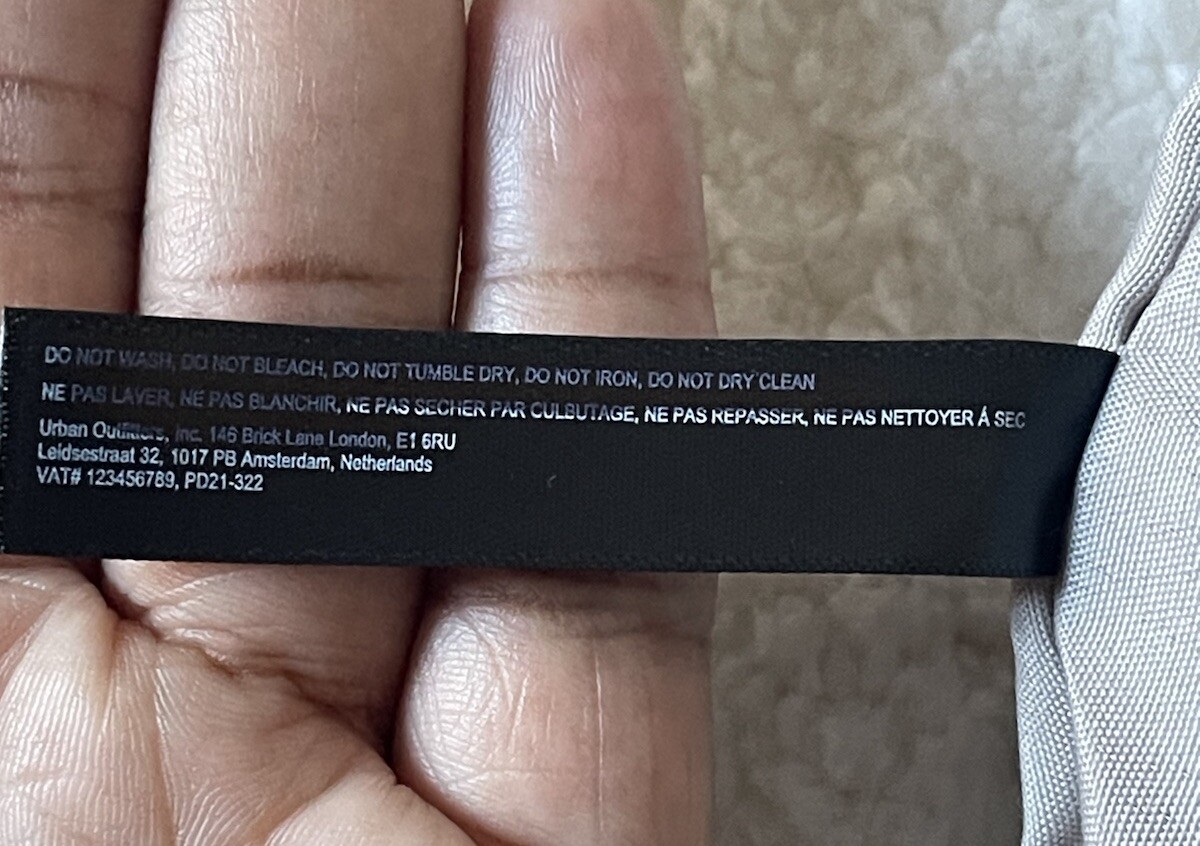 DO NOT WASH, DO NOT BLEACH, DO NOT TUMBLE DRY, DO NOT IRON, DO NOT DRY CLEAN
NE PAS LAVER, NE PAS BLANCHIR, NE PAS SECHER PAR CULBUTAGE, NE PAS REPASSER, NE PAS NETTOYER Á SEC
Urban Outfitters, Inc. 146 Brick Lane London, E1 6RU
Leidsestraat 32, 1017 PB Amsterdam, Netherlands
VAT# 123456789, PD21-322